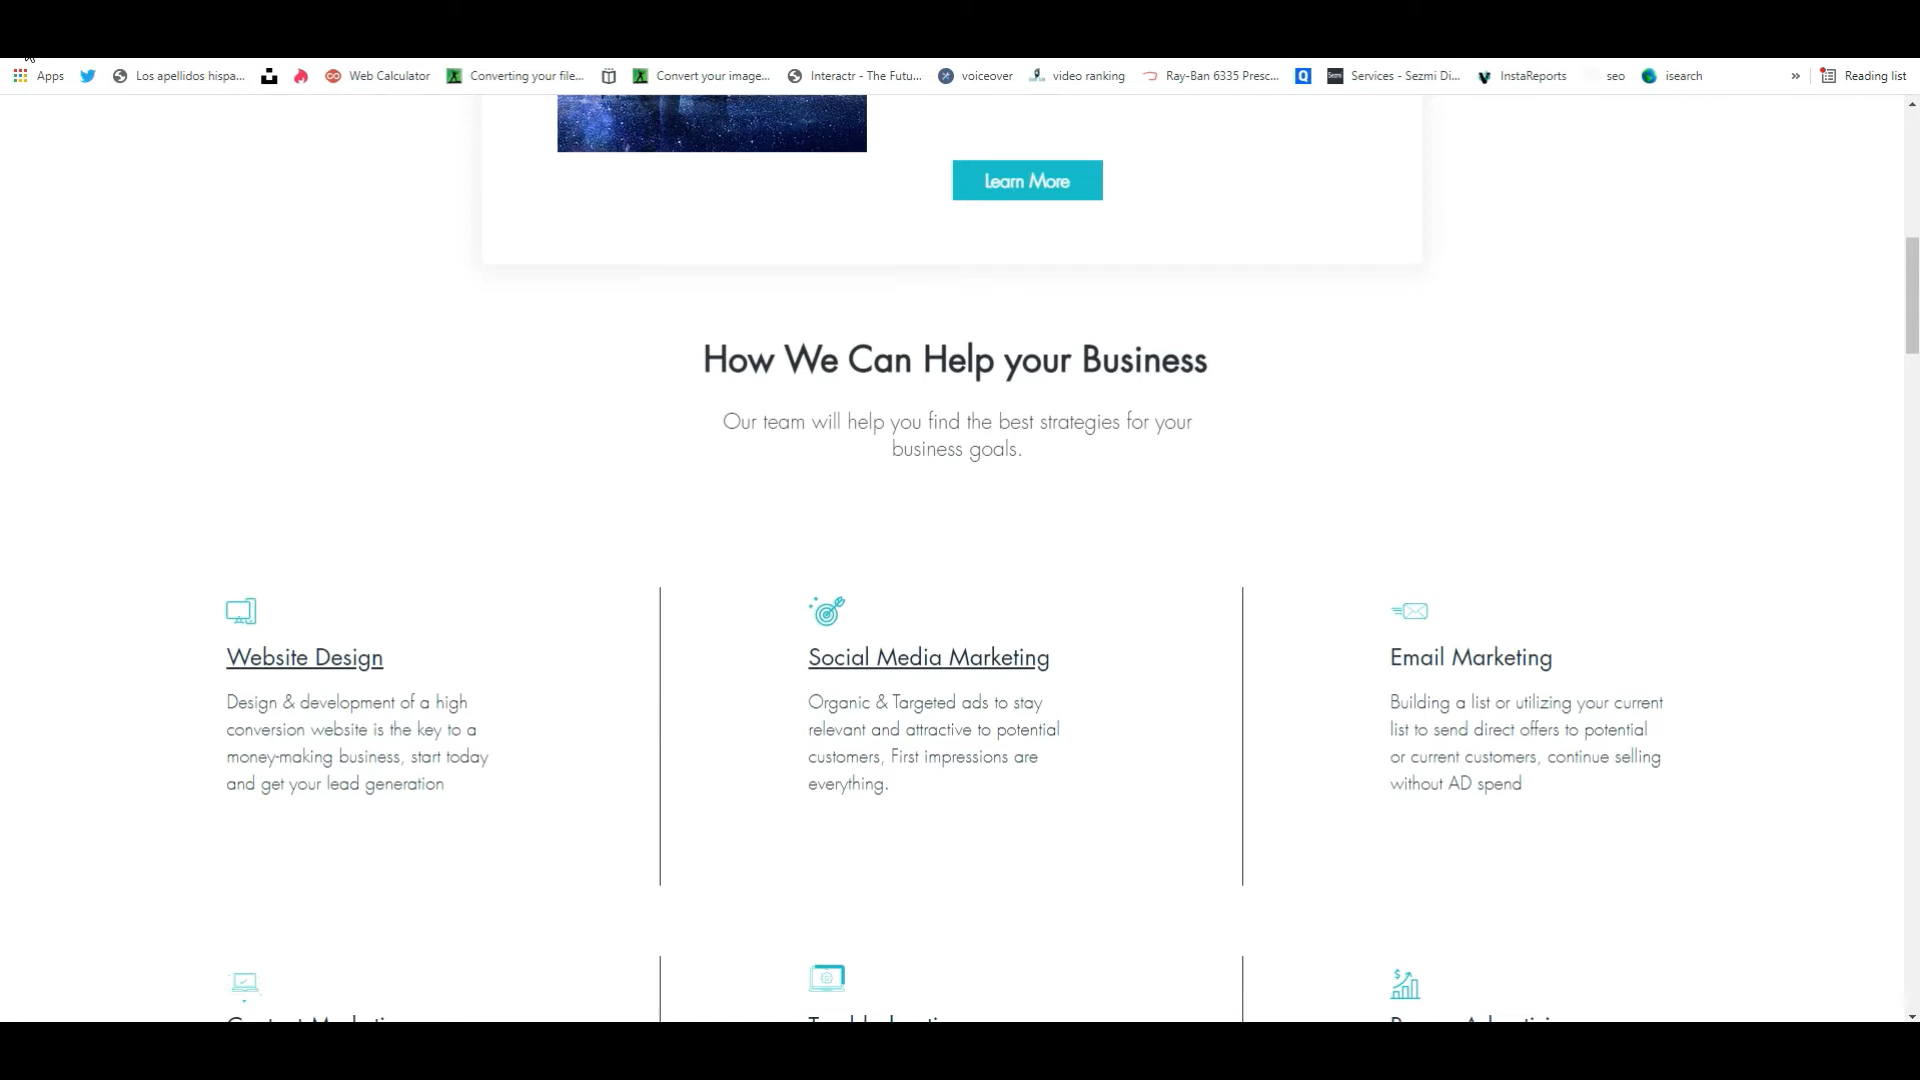 Apps Los apellidos hispa... Web Calculator Converting your file... Convert your image... Interactr - The Futu... voiceover video ranking Ray-Ban 6335 Presc... Services - Sezmi Di... InstaReports seo isearch » Reading list
Learn More
How We Can Help your Business
Our team will help you find the best strategies for your
business goals.
Website Design
Design & development of a high
conversion website is the key to a
money-making business, start today
and get your lead generation
Social Media Marketing
Organic & Targeted ads to stay
relevant and attractive to potential
customers, First impressions are
everything.
Email Marketing
Building a list or utilizing your current
list to send direct offers to potential
or current customers, continue selling
without AD spend